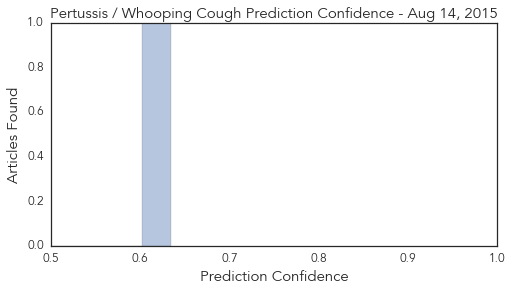 Pertussis / Whooping Cough Prediction Confidence - Aug 14, 2015
1.0
0.8
0.6
0.4
0.2
0.0
Articles Found
0.5 0.6 0.7 0.8 0.9 1.0
Prediction Confidence